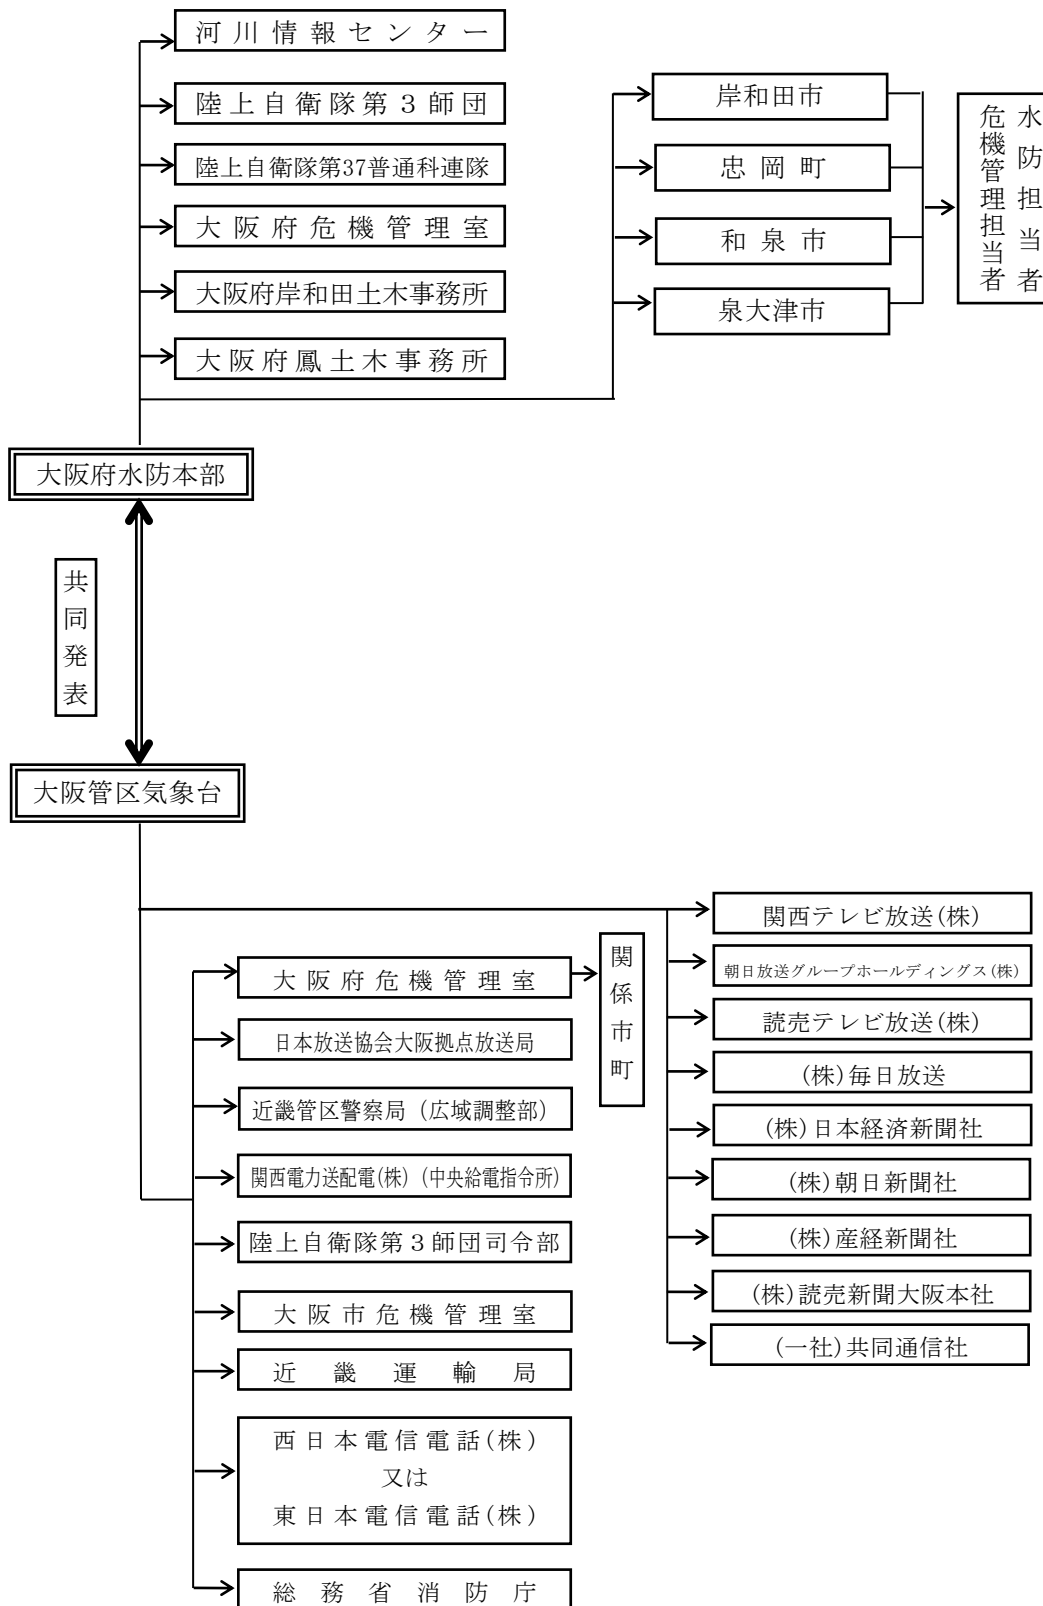 河川情報センター
陸上自衛隊第３師団
陸上自衛隊第37普通科連隊
大阪府危機管理室
大阪府岸和田土木事務所
大阪府鳳土木事務所
岸和田市
忠岡町
和泉市
泉大津市
水防担当者
危機管理担当者
大阪府水防本部
共同発表
大阪管区気象台
大阪府危機管理室
関係市町
日本放送協会大阪拠点放送局
近畿管区警察局（広域調整部）
関西電力送配電(株)（中央給電指令所）
陸上自衛隊第３師団司令部
大阪市危機管理室
近畿運輸局
西日本電信電話(株)
又は
東日本電信電話(株)
総務省消防庁
関西テレビ放送(株)
朝日放送グループホールディングス(株)
読売テレビ放送(株)
(株)毎日放送
(株)日本経済新聞社
(株)朝日新聞社
(株)産経新聞社
(株)読売新聞大阪本社
(一社)共同通信社